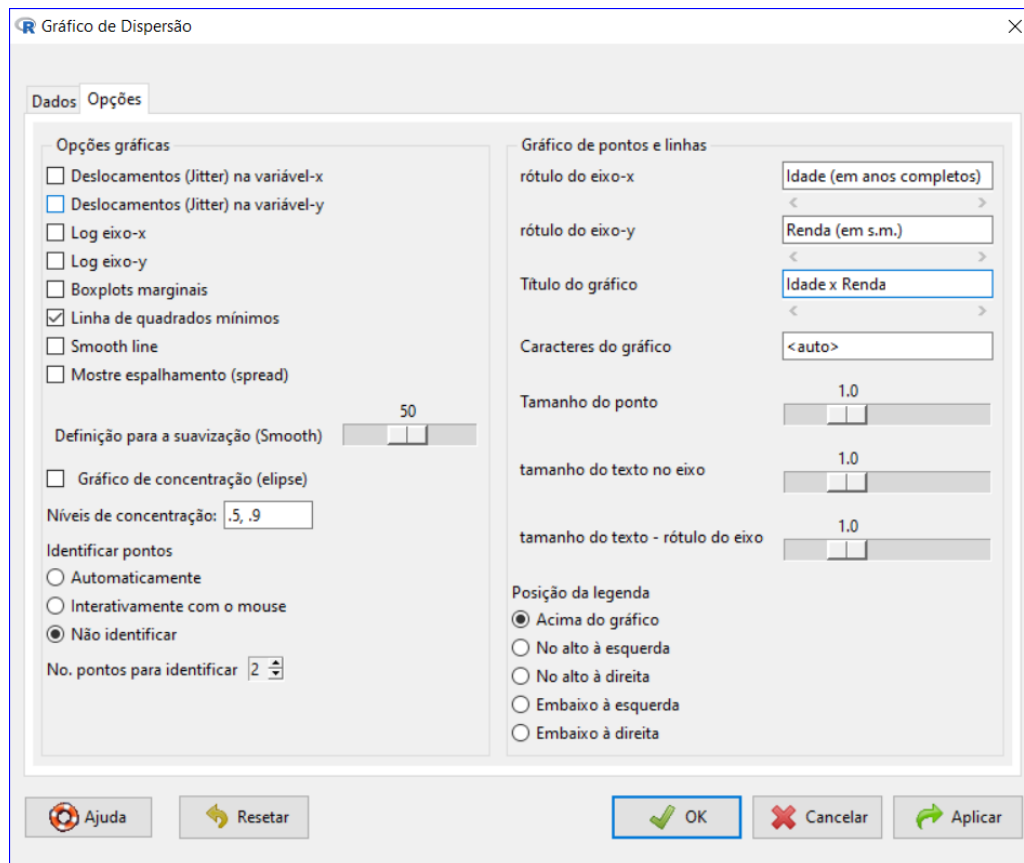 Gráfico de Dispersão
Dados Opções
Opções gráficas
Deslocamentos (Jitter) na variável-x
Deslocamentos (Jitter) na variável-y
Log eixo-x
Log eixo-y
Boxplots marginais
Linha de quadrados mínimos
Smooth line
Mostre espalhamento (spread)
50
Definição para a suavização (Smooth)
Gráfico de concentração (elipse)
Níveis de concentração: .5, .9
Identificar pontos
Automaticamente
Interativamente com o mouse
Não identificar
No. pontos para identificar 2
Gráfico de pontos e linhas
rótulo do eixo-x Idade (em anos completos)
rótulo do eixo-y Renda (em s.m.)
Título do gráfico Idade x Renda
Caracteres do gráfico <auto>
1.0
Tamanho do ponto
1.0
tamanho do texto no eixo
1.0
tamanho do texto - rótulo do eixo
Posição da legenda
Acima do gráfico
No alto à esquerda
No alto à direita
Embaixo à esquerda
Embaixo à direita
Ajuda Resetar OK Cancelar Aplicar